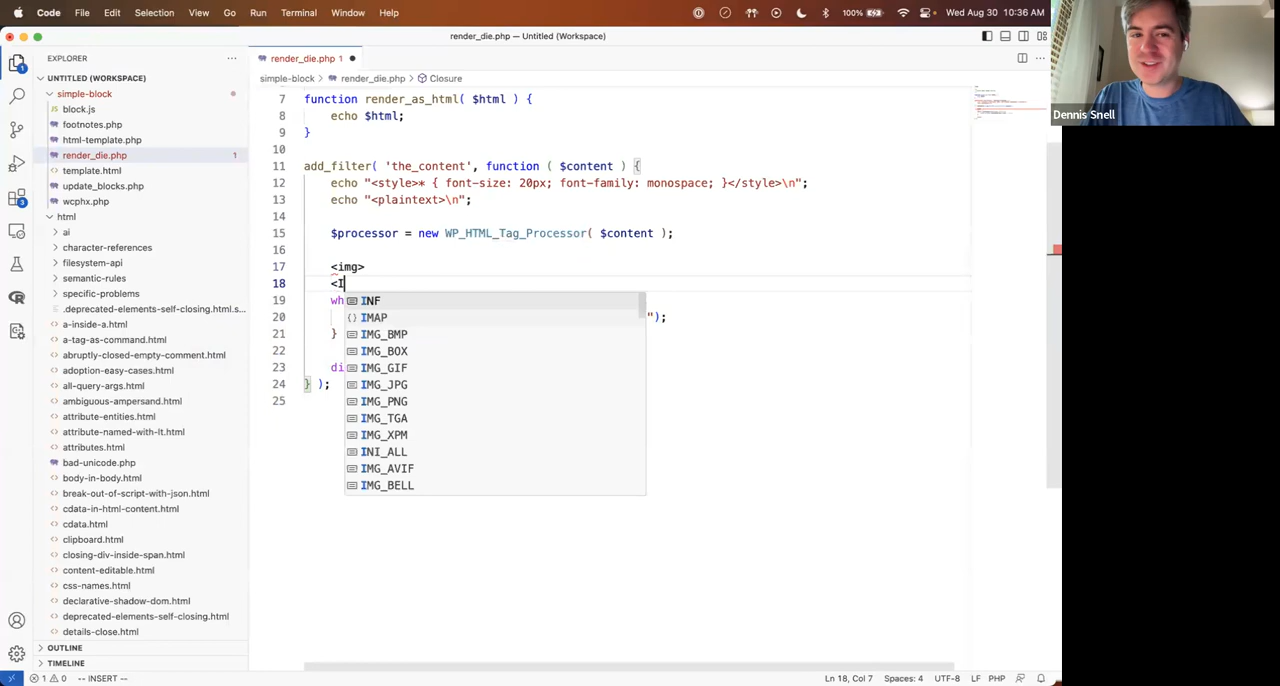 Code File Edit Selection View Go Run Terminal Window Help 100% Wed Aug 30 10:36 AM
render_die.php — Untitled (Workspace)
EXPLORER
render_die.php 1
UNTITLED (WORKSPACE)
simple-block > render_die.php > Closure
simple-block
block.js
footnotes.php
html-template.php
render_die.php 1
template.html
update_blocks.php
wcphx.php
html
ai
character-references
filesystem-api
semantic-rules
specific-problems
.deprecated-elements-self-closing.html.s...
a-inside-a.html
a-tag-as-command.html
abruptly-closed-empty-comment.html
adoption-easy-cases.html
all-query-args.html
ambiguous-ampersand.html
attribute-entities.html
attribute-named-with-lt.html
attributes.html
bad-unicode.php
body-in-body.html
break-out-of-script-with-json.html
cdata-in-html-content.html
cdata.html
clipboard.html
closing-div-inside-span.html
content-editable.html
css-names.html
declarative-shadow-dom.html
deprecated-elements-self-closing.html
details-close.html
OUTLINE
TIMELINE
1
3
7 function render_as_html( $html ) {
8 echo $html;
9 }
10
11 add_filter( 'the_content', function ( $content ) {
12 echo "<style>* { font-size: 20px; font-family: monospace; }</style>\n";
13 echo "<plaintext>\n";
14
15 $processor = new WP_HTML_Tag_Processor( $content );
16
17 <img>
18 <I
19 wh
20 ");
21 }
22
23 di
24 } );
25
INF
IMAP
IMG_BMP
IMG_BOX
IMG_GIF
IMG_JPG
IMG_PNG
IMG_TGA
IMG_XPM
INI_ALL
IMG_AVIF
IMG_BELL
1 0 -- INSERT -- Ln 18, Col 7 Spaces: 4 UTF-8 LF PHP
Dennis Snell